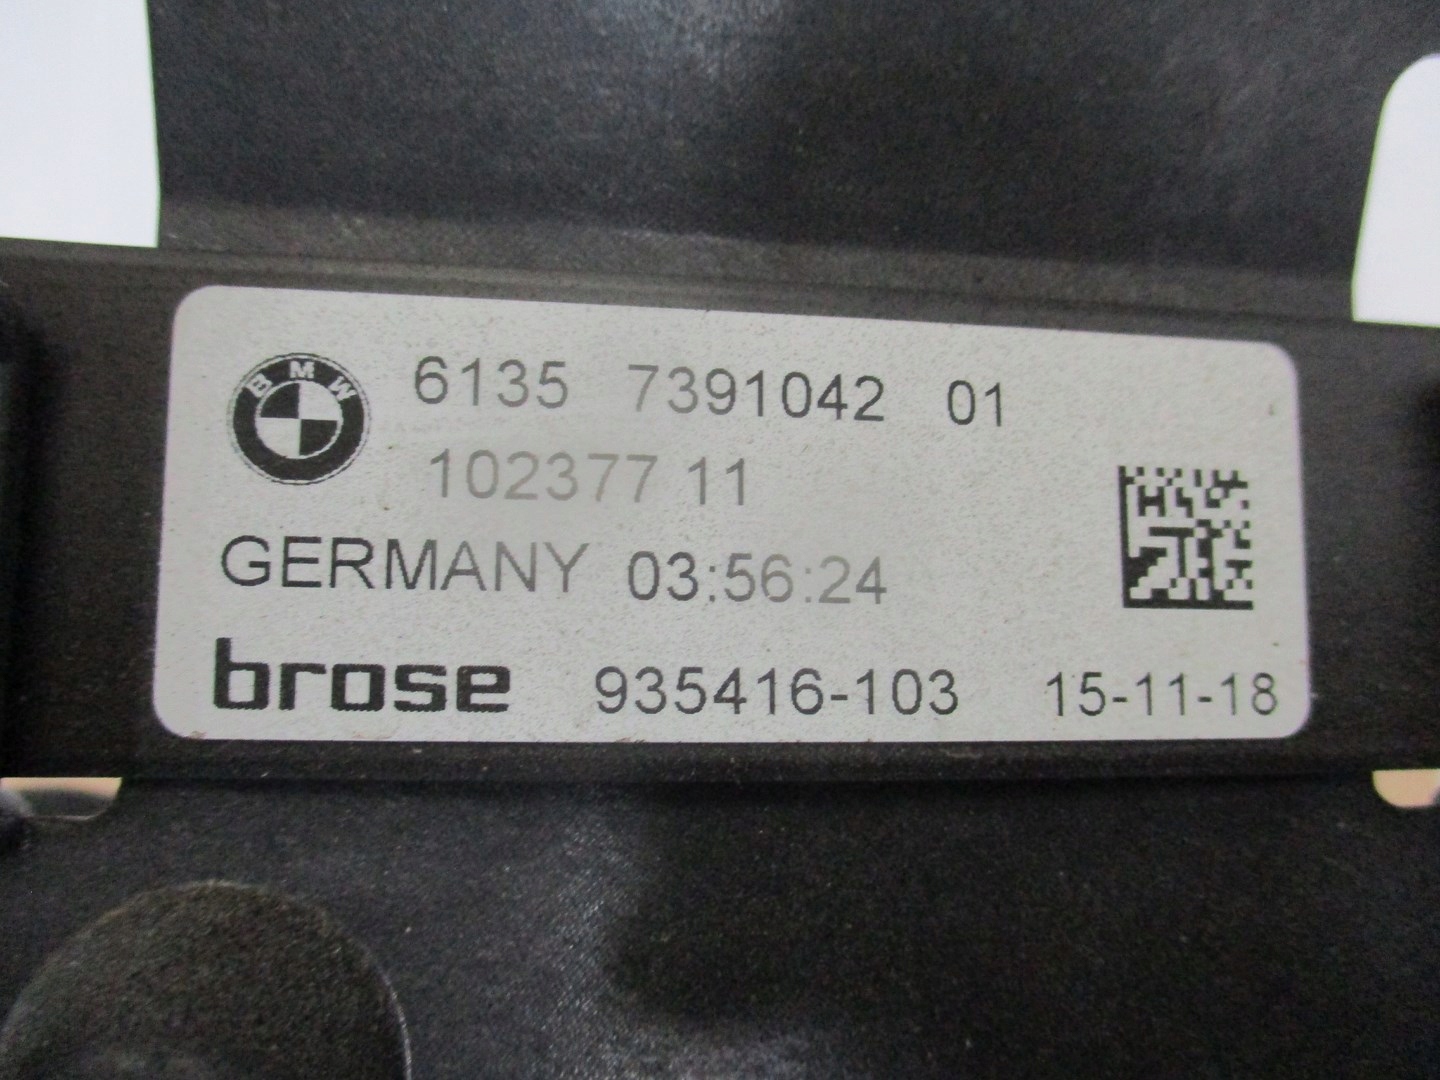 BMW
6135 7391042 01
102377 11
GERMANY 03:56:24
brose 935416-103 15-11-18